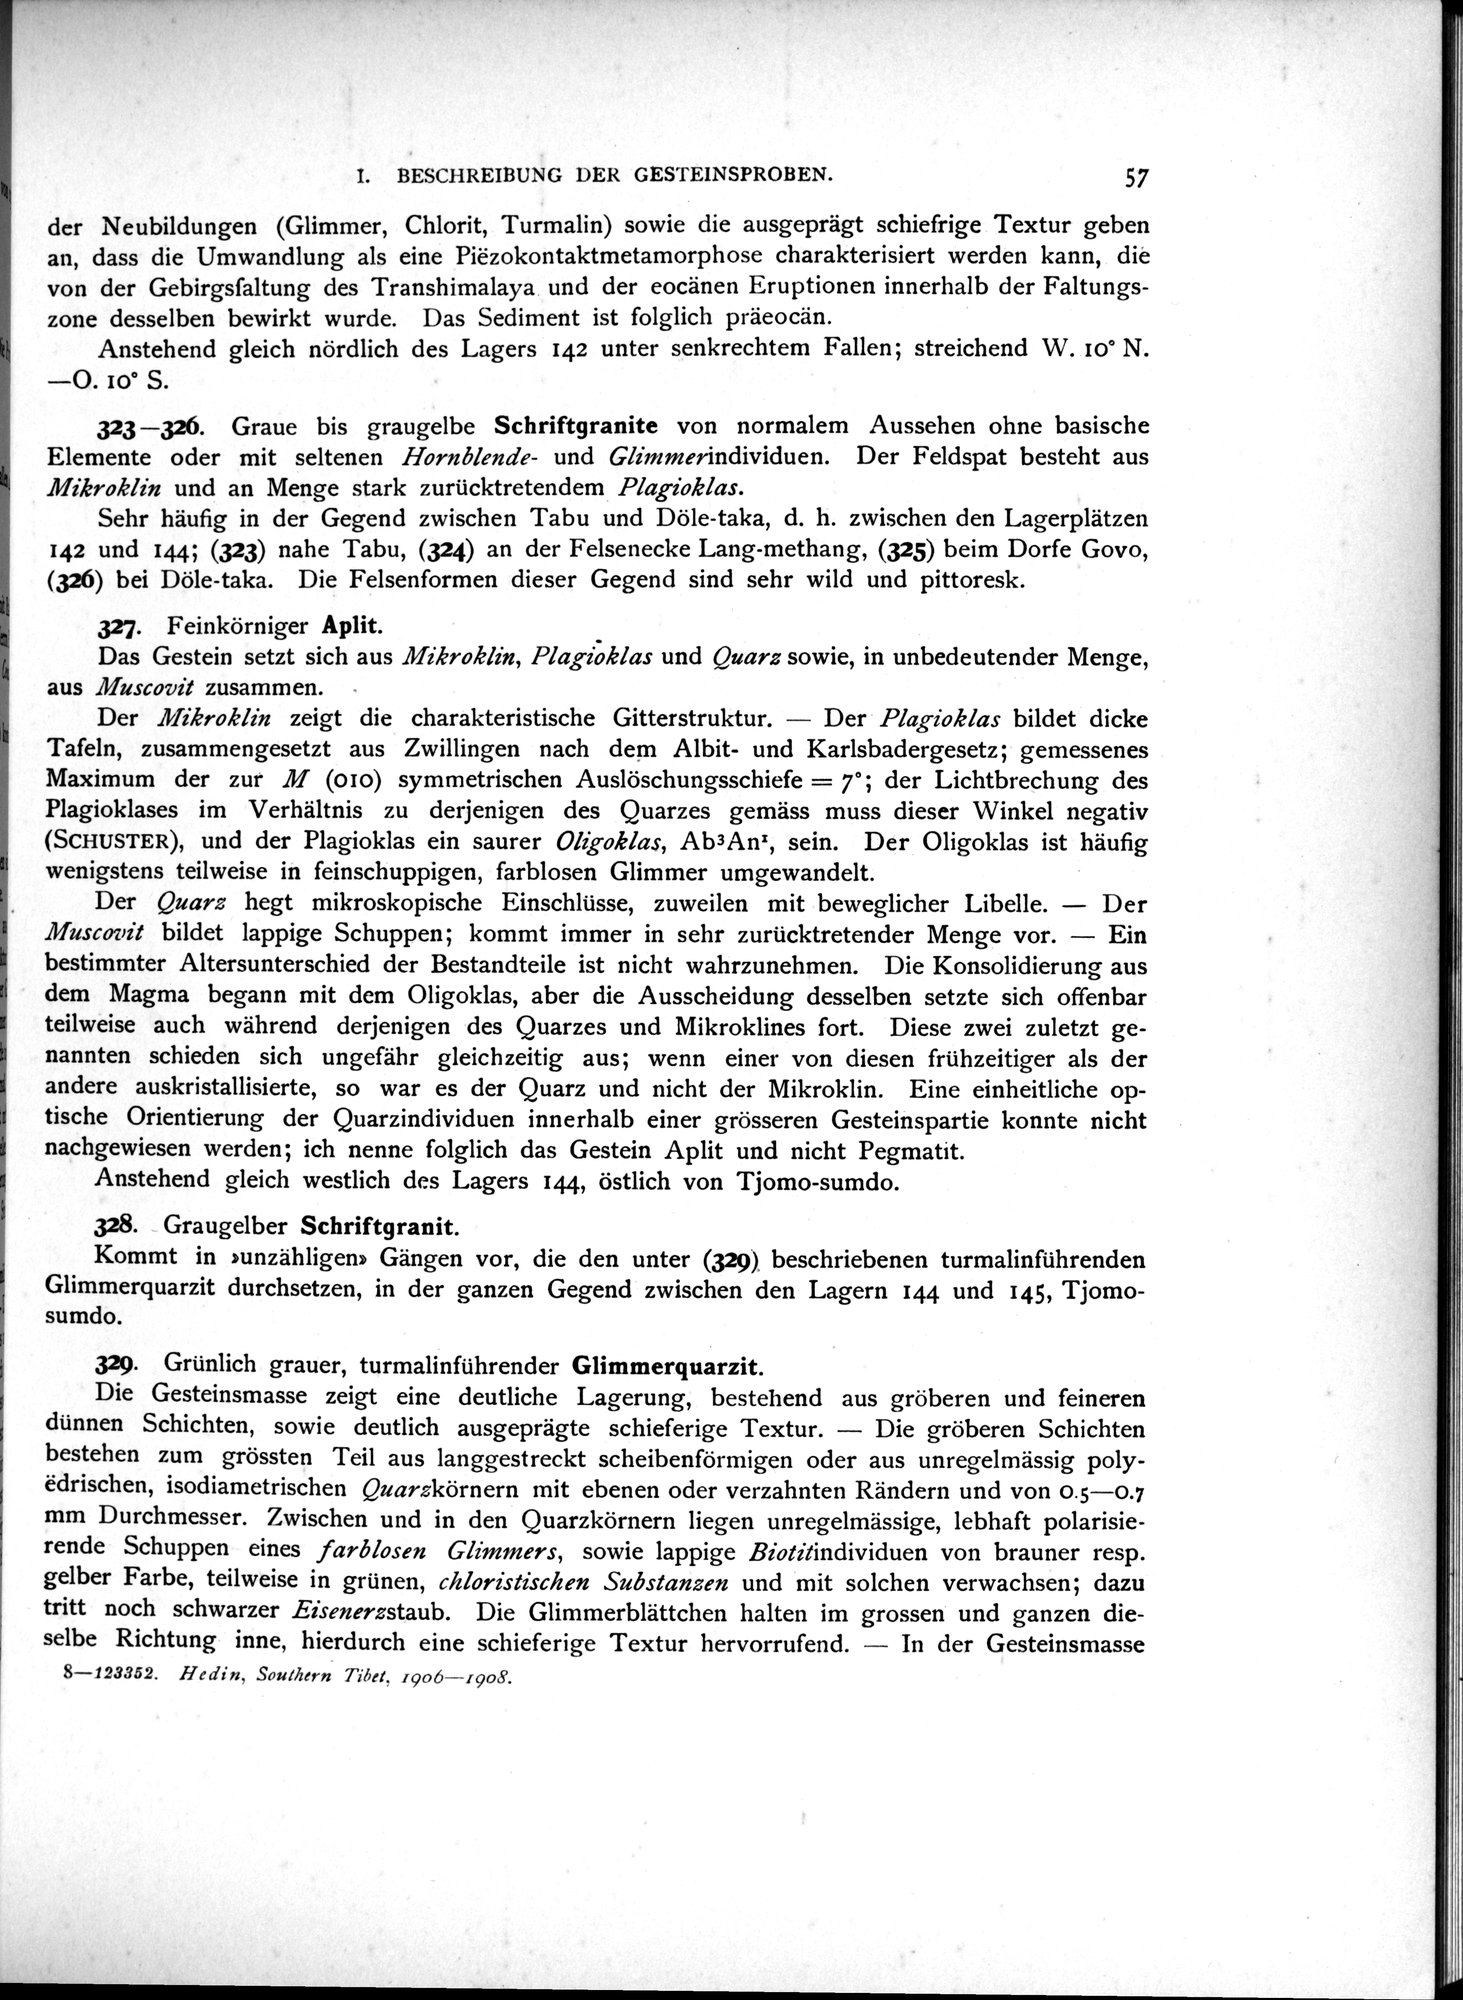 I. BESCHREIBUNG DER GESTEINSPROBEN. 57
der Neubildungen (Glimmer, Chlorit, Turmalin) sowie die ausgeprägt schiefrige Textur geben
an, dass die Umwandlung als eine Piëzokontaktmetamorphose charakterisiert werden kann, die
von der Gebirgsfaltung des Transhimalaya und der eocänen Eruptionen innerhalb der Faltungs-
zone desselben bewirkt wurde. Das Sediment ist folglich präeocän.
Anstehend gleich nördlich des Lagers 142 unter senkrechtem Fallen; streichend W. 10° N.
—O. 10° S.
323—326. Graue bis graugelbe Schriftgranite von normalem Aussehen ohne basische
Elemente oder mit seltenen Hornblende- und Glimmerindividuen. Der Feldspat besteht aus
Mikroklin und an Menge stark zurücktretendem Plagioklas.
Sehr häufig in der Gegend zwischen Tabu und Döle-taka, d. h. zwischen den Lagerplätzen
142 und 144; (323) nahe Tabu, (324) an der Felsenecke Lang-methang, (325) beim Dorfe Govo,
(326) bei Döle-taka. Die Felsenformen dieser Gegend sind sehr wild und pittoresk.
327. Feinkörniger Aplit.
Das Gestein setzt sich aus Mikroklin, Plagioklas und Quarz sowie, in unbedeutender Menge,
aus Muscovit zusammen.
Der Mikroklin zeigt die charakteristische Gitterstruktur. — Der Plagioklas bildet dicke
Tafeln, zusammengesetzt aus Zwillingen nach dem Albit- und Karlsbadergesetz; gemessenes
Maximum der zur M (010) symmetrischen Auslöschungsschiefe = 7°; der Lichtbrechung des
Plagioklases im Verhältnis zu derjenigen des Quarzes gemäss muss dieser Winkel negativ
(SCHUSTER), und der Plagioklas ein saurer Oligoklas, Ab³An¹, sein. Der Oligoklas ist häufig
wenigstens teilweise in feinschuppigen, farblosen Glimmer umgewandelt.
Der Quarz hegt mikroskopische Einschlüsse, zuweilen mit beweglicher Libelle. — Der
Muscovit bildet lappige Schuppen; kommt immer in sehr zurücktretender Menge vor. — Ein
bestimmter Altersunterschied der Bestandteile ist nicht wahrzunehmen. Die Konsolidierung aus
dem Magma begann mit dem Oligoklas, aber die Ausscheidung desselben setzte sich offenbar
teilweise auch während derjenigen des Quarzes und Mikroklines fort. Diese zwei zuletzt ge-
nannten schieden sich ungefähr gleichzeitig aus; wenn einer von diesen frühzeitiger als der
andere auskristallisierte, so war es der Quarz und nicht der Mikroklin. Eine einheitliche op-
tische Orientierung der Quarzindividuen innerhalb einer grösseren Gesteinspartie konnte nicht
nachgewiesen werden; ich nenne folglich das Gestein Aplit und nicht Pegmatit.
Anstehend gleich westlich des Lagers 144, östlich von Tjomo-sumdo.
328. Graugelber Schriftgranit.
Kommt in »unzähligen» Gängen vor, die den unter (329) beschriebenen turmalinführenden
Glimmerquarzit durchsetzen, in der ganzen Gegend zwischen den Lagern 144 und 145, Tjomo-
sumdo.
329. Grünlich grauer, turmalinführender Glimmerquarzit.
Die Gesteinsmasse zeigt eine deutliche Lagerung, bestehend aus gröberen und feineren
dünnen Schichten, sowie deutlich ausgeprägte schieferige Textur. — Die gröberen Schichten
bestehen zum grössten Teil aus langgestreckt scheibenförmigen oder aus unregelmässig poly-
ëdrischen, isodiametrischen Quarzkörnern mit ebenen oder verzahnten Rändern und von 0.5—0.7
mm Durchmesser. Zwischen und in den Quarzkörnern liegen unregelmässige, lebhaft polarisie-
rende Schuppen eines farblosen Glimmers, sowie lappige Biotitindividuen von brauner resp.
gelber Farbe, teilweise in grünen, chloristischen Substanzen und mit solchen verwachsen; dazu
tritt noch schwarzer Eisenerzstaub. Die Glimmerblättchen halten im grossen und ganzen die-
selbe Richtung inne, hierdurch eine schieferige Textur hervorrufend. — In der Gesteinsmasse
8—123352. Hedin, Southern Tibet, 1906—1908.